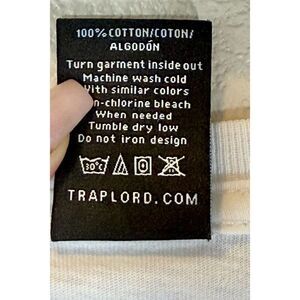 100% COTTON/COTON/
ALGODÓN
Turn garment inside out
Machine wash cold
With similar colors
-chlorine bleach
When needed
Tumble dry low
Do not iron design
30°C
TRAPLORD.COM